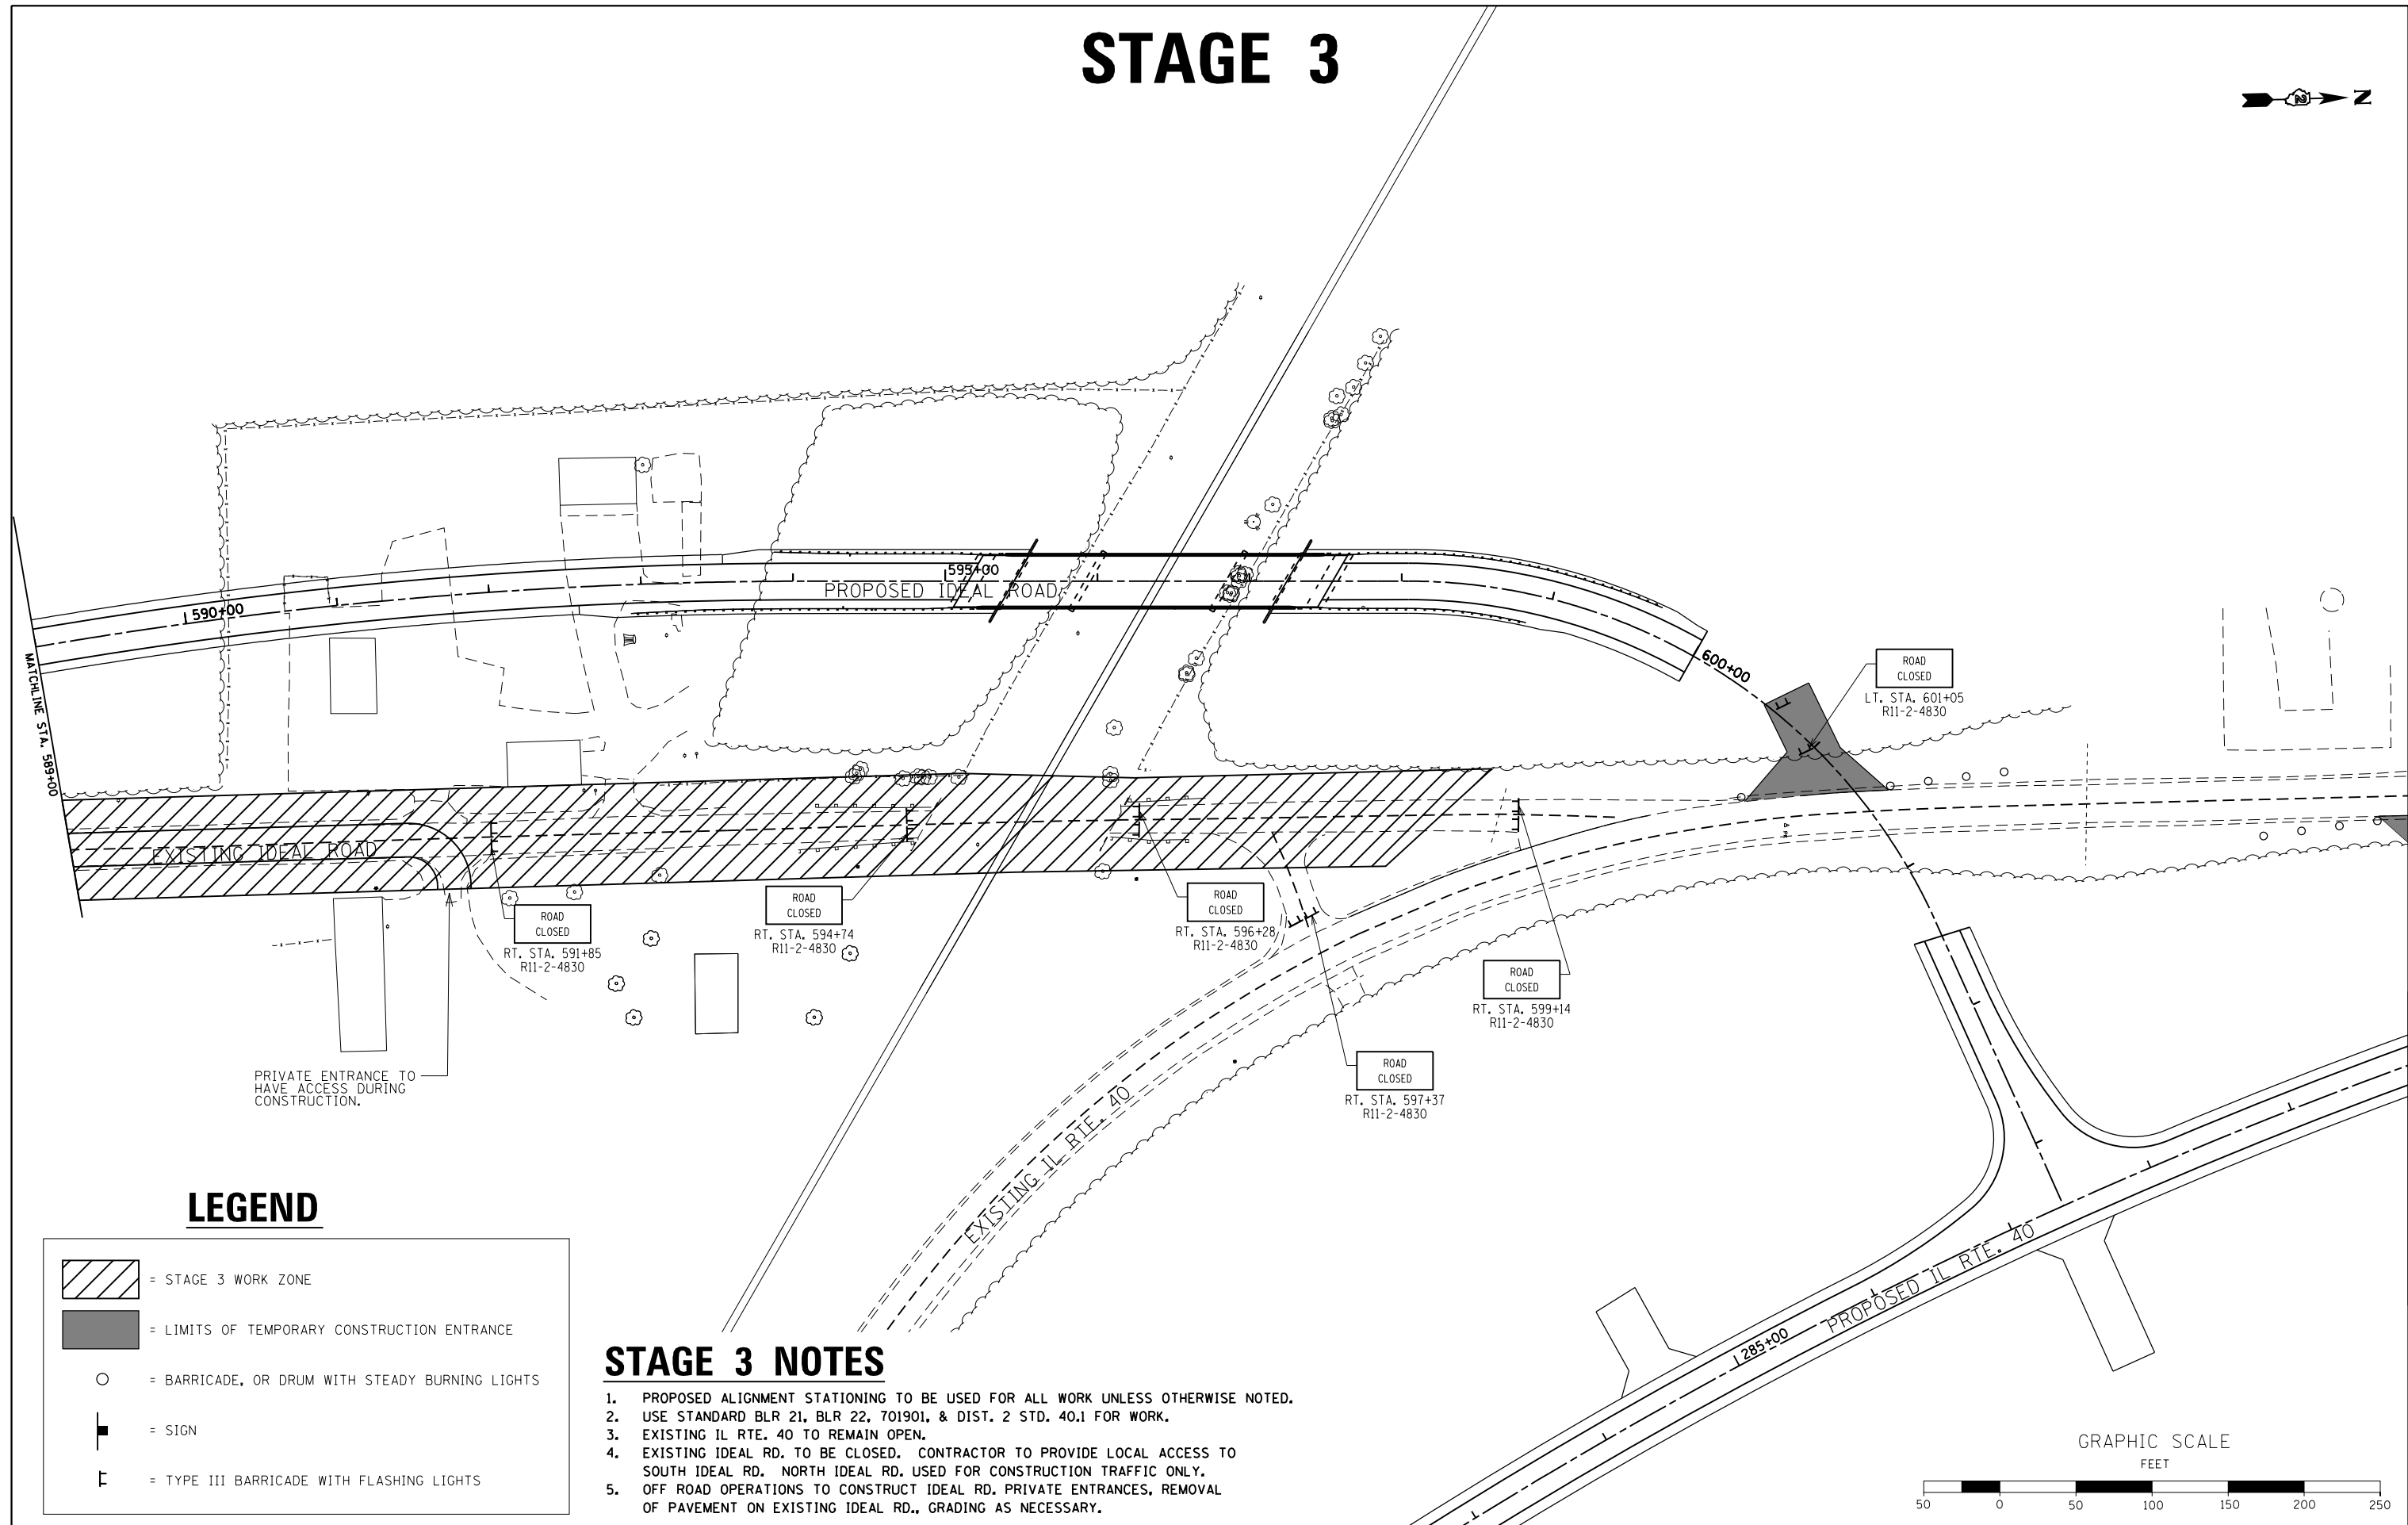 STAGE 3
N
2
595+00
PROPOSED IDEAL ROAD
590+00
MATCHLINE STA. 589+00
600+00
ROAD
CLOSED
LT. STA. 601+05
R11-2-4830
EXISTING IDEAL ROAD
ROAD
CLOSED
RT. STA. 591+85
R11-2-4830
ROAD
CLOSED
RT. STA. 594+74
R11-2-4830
ROAD
CLOSED
RT. STA. 596+28
R11-2-4830
ROAD
CLOSED
RT. STA. 599+14
R11-2-4830
ROAD
CLOSED
RT. STA. 597+37
R11-2-4830
PRIVATE ENTRANCE TO
HAVE ACCESS DURING
CONSTRUCTION.
EXISTING IL RTE. 40
PROPOSED IL RTE. 40
285+00
LEGEND
= STAGE 3 WORK ZONE
= LIMITS OF TEMPORARY CONSTRUCTION ENTRANCE
= BARRICADE, OR DRUM WITH STEADY BURNING LIGHTS
= SIGN
= TYPE III BARRICADE WITH FLASHING LIGHTS
STAGE 3 NOTES
1. PROPOSED ALIGNMENT STATIONING TO BE USED FOR ALL WORK UNLESS OTHERWISE NOTED.
2. USE STANDARD BLR 21, BLR 22, 701901, & DIST. 2 STD. 40.1 FOR WORK.
3. EXISTING IL RTE. 40 TO REMAIN OPEN.
4. EXISTING IDEAL RD. TO BE CLOSED. CONTRACTOR TO PROVIDE LOCAL ACCESS TO
SOUTH IDEAL RD. NORTH IDEAL RD. USED FOR CONSTRUCTION TRAFFIC ONLY.
5. OFF ROAD OPERATIONS TO CONSTRUCT IDEAL RD. PRIVATE ENTRANCES, REMOVAL
OF PAVEMENT ON EXISTING IDEAL RD., GRADING AS NECESSARY.
GRAPHIC SCALE
FEET
50 0 50 100 150 200 250